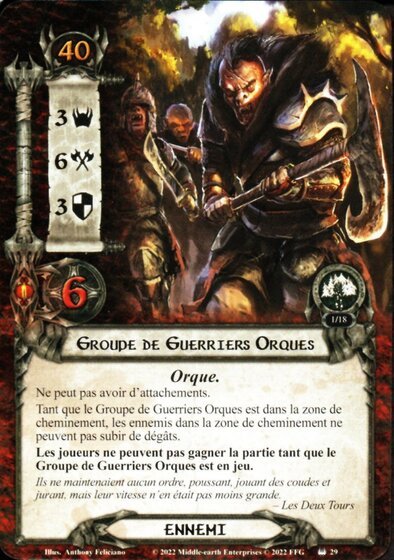 40
3
6
3
6
1/18
Groupe de Guerriers Orques
Orque.
Ne peut pas avoir d'attachements.
Tant que le Groupe de Guerriers Orques est dans la zone de
cheminement, les ennemis dans la zone de cheminement ne
peuvent pas subir de dégâts.
Les joueurs ne peuvent pas gagner la partie tant que le
Groupe de Guerriers Orques est en jeu.
Ils ne maintenaient aucun ordre, poussant, jouant des coudes et
jurant, mais leur vitesse n'en était pas moins grande.
– Les Deux Tours
ENNEMI
Illus. Anthony Feliciano © 2022 Middle-earth Enterprises © 2022 FFG 29